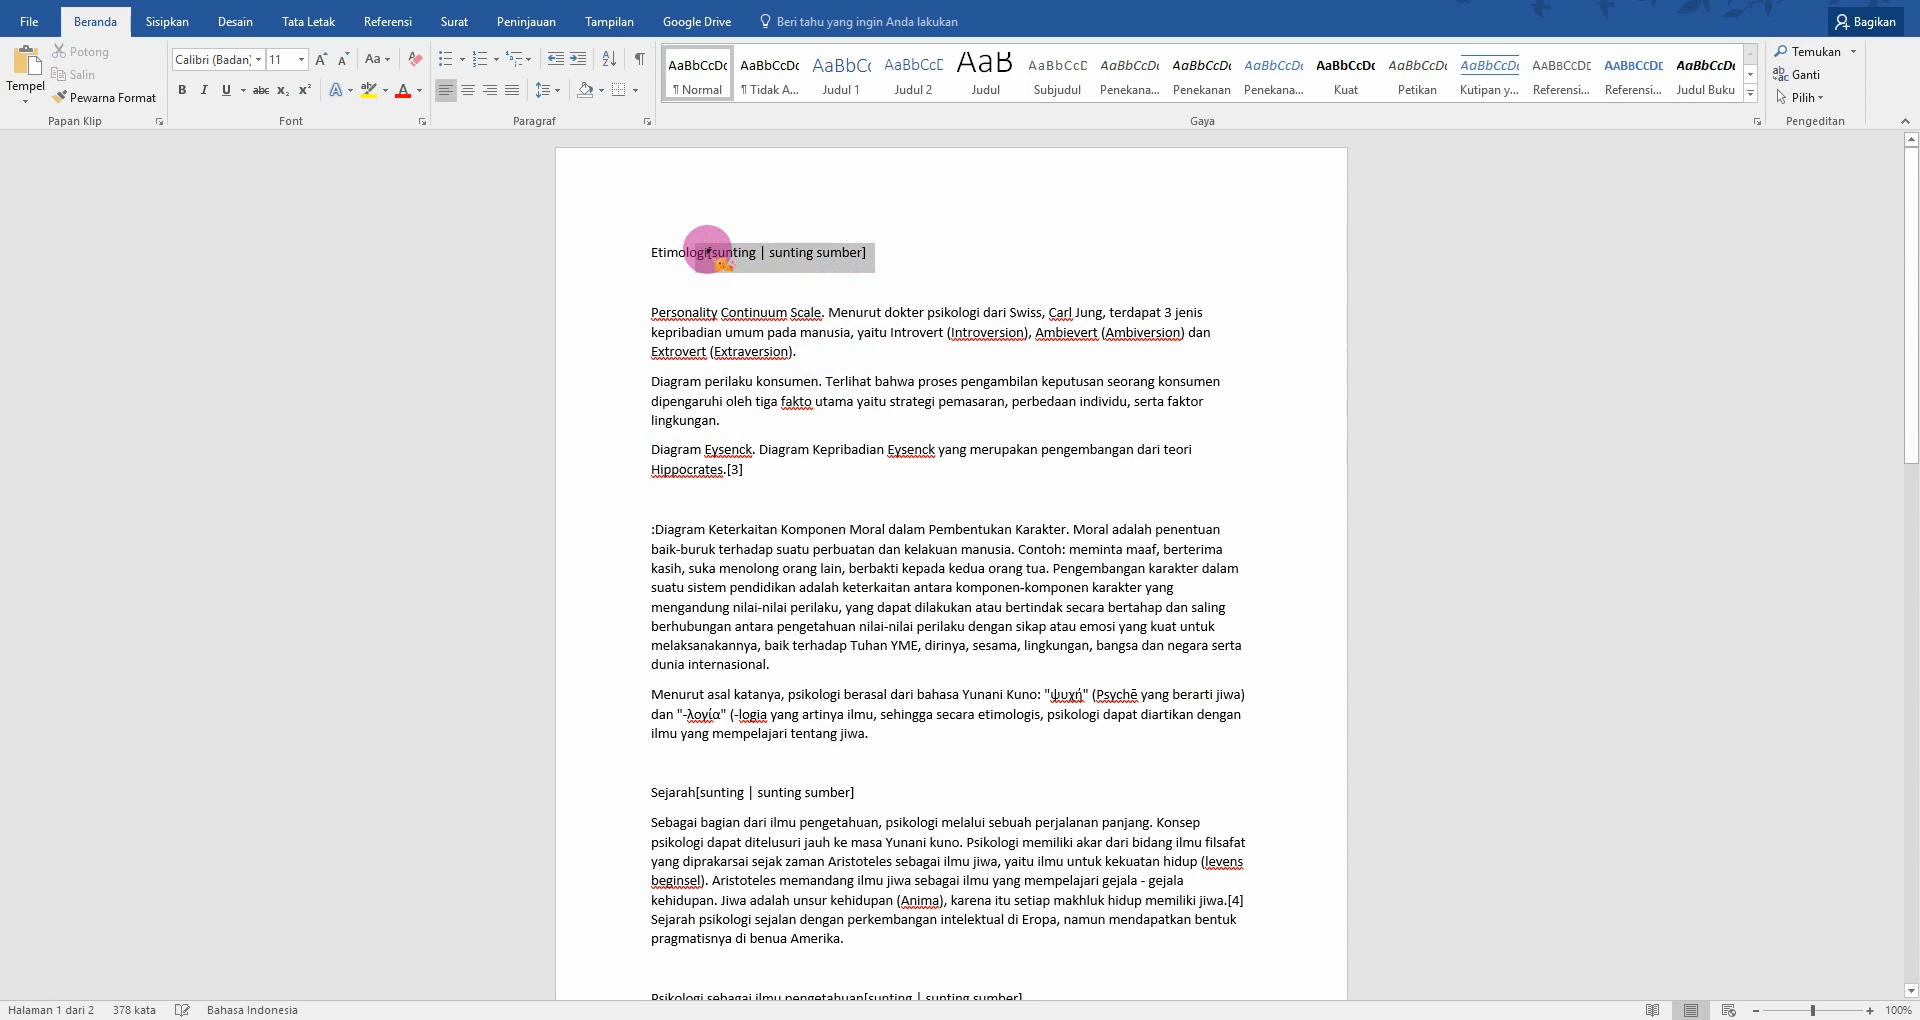 File Beranda Sisipkan Desain Tata Letak Referensi Surat Peninjauan Tampilan Google Drive Beri tahu yang ingin Anda lakukan Bagikan
Tempel
Potong
Salin
Pewarna Format
Papan Klip
Calibri (Badan) 11
Font
Paragraf
AaBbCcDc AaBbCcDc AaBbC AaBbCcD AaB AaBbCcD AaBbCcDc AaBbCcDc AaBbCcDc AaBbCcDc AaBbCcDc AaBbCcDc AaBbCcDd AaBbCcDd AaBbCcDc
¶ Normal ¶ Tidak A... Judul 1 Judul 2 Judul Subjudul Penekana... Penekanan Penekana... Kuat Petikan Kutipan y... Referensi... Referensi... Judul Buku
Gaya
Temukan
Ganti
Pilih
Pengeditan
Etimologi[sunting | sunting sumber]
Personality Continuum Scale. Menurut dokter psikologi dari Swiss, Carl Jung, terdapat 3 jenis
kepribadian umum pada manusia, yaitu Introvert (Introversion), Ambievert (Ambiversion) dan
Extrovert (Extraversion).
Diagram perilaku konsumen. Terlihat bahwa proses pengambilan keputusan seorang konsumen
dipengaruhi oleh tiga fakto utama yaitu strategi pemasaran, perbedaan individu, serta faktor
lingkungan.
Diagram Eysenck. Diagram Kepribadian Eysenck yang merupakan pengembangan dari teori
Hippocrates.[3]
:Diagram Keterkaitan Komponen Moral dalam Pembentukan Karakter. Moral adalah penentuan
baik-buruk terhadap suatu perbuatan dan kelakuan manusia. Contoh: meminta maaf, berterima
kasih, suka menolong orang lain, berbakti kepada kedua orang tua. Pengembangan karakter dalam
suatu sistem pendidikan adalah keterkaitan antara komponen-komponen karakter yang
mengandung nilai-nilai perilaku, yang dapat dilakukan atau bertindak secara bertahap dan saling
berhubungan antara pengetahuan nilai-nilai perilaku dengan sikap atau emosi yang kuat untuk
melaksanakannya, baik terhadap Tuhan YME, dirinya, sesama, lingkungan, bangsa dan negara serta
dunia internasional.
Menurut asal katanya, psikologi berasal dari bahasa Yunani Kuno: "ψυχή" (Psychē yang berarti jiwa)
dan "-λογία" (-logia yang artinya ilmu, sehingga secara etimologis, psikologi dapat diartikan dengan
ilmu yang mempelajari tentang jiwa.
Sejarah[sunting | sunting sumber]
Sebagai bagian dari ilmu pengetahuan, psikologi melalui sebuah perjalanan panjang. Konsep
psikologi dapat ditelusuri jauh ke masa Yunani kuno. Psikologi memiliki akar dari bidang ilmu filsafat
yang diprakarsai sejak zaman Aristoteles sebagai ilmu jiwa, yaitu ilmu untuk kekuatan hidup (levens
beginsel). Aristoteles memandang ilmu jiwa sebagai ilmu yang mempelajari gejala - gejala
kehidupan. Jiwa adalah unsur kehidupan (Anima), karena itu setiap makhluk hidup memiliki jiwa.[4]
Sejarah psikologi sejalan dengan perkembangan intelektual di Eropa, namun mendapatkan bentuk
pragmatisnya di benua Amerika.
Psikologi sebagai ilmu pengetahuan[sunting | sunting sumber]
Halaman 1 dari 2 378 kata Bahasa Indonesia 100%